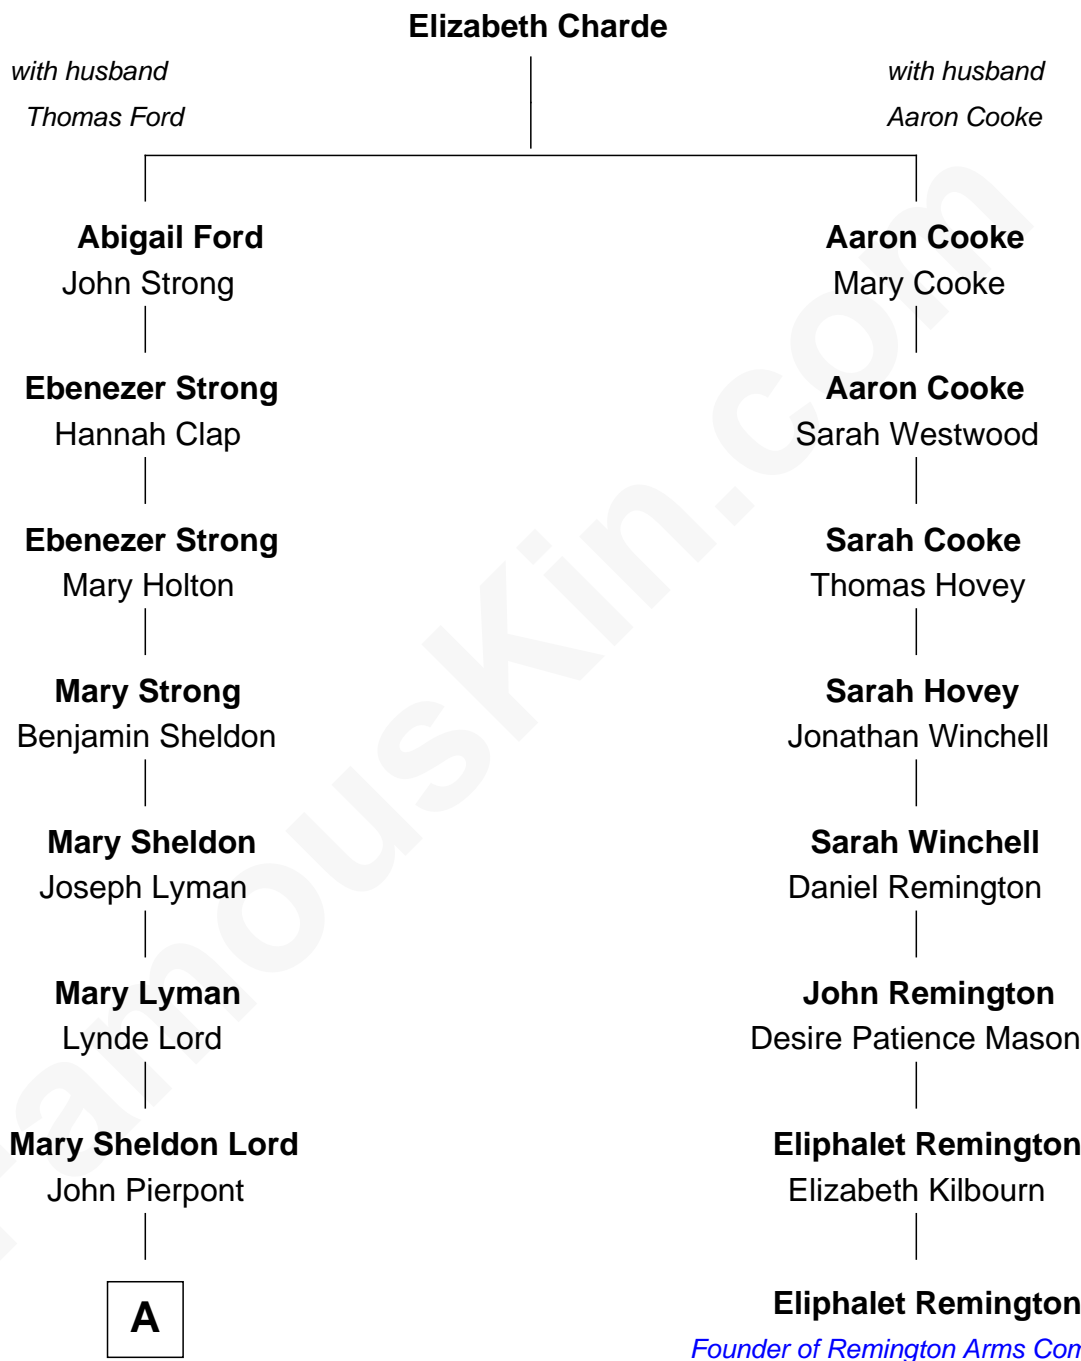 Elizabeth Charde
with husband
Thomas Ford
with husband
Aaron Cooke
Abigail Ford
John Strong
Aaron Cooke
Mary Cooke
Ebenezer Strong
Hannah Clap
Aaron Cooke
Sarah Westwood
Ebenezer Strong
Mary Holton
Sarah Cooke
Thomas Hovey
Mary Strong
Benjamin Sheldon
Sarah Hovey
Jonathan Winchell
Mary Sheldon
Joseph Lyman
Sarah Winchell
Daniel Remington
Mary Lyman
Lynde Lord
John Remington
Desire Patience Mason
Mary Sheldon Lord
John Pierpont
Eliphalet Remington
Elizabeth Kilbourn
A
Eliphalet Remington
Founder of Remington Arms Com
FamousKin.com